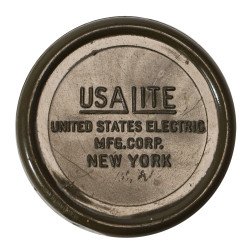 USALITE
UNITED STATES ELECTRIC
MFG.CORP.
NEW YORK